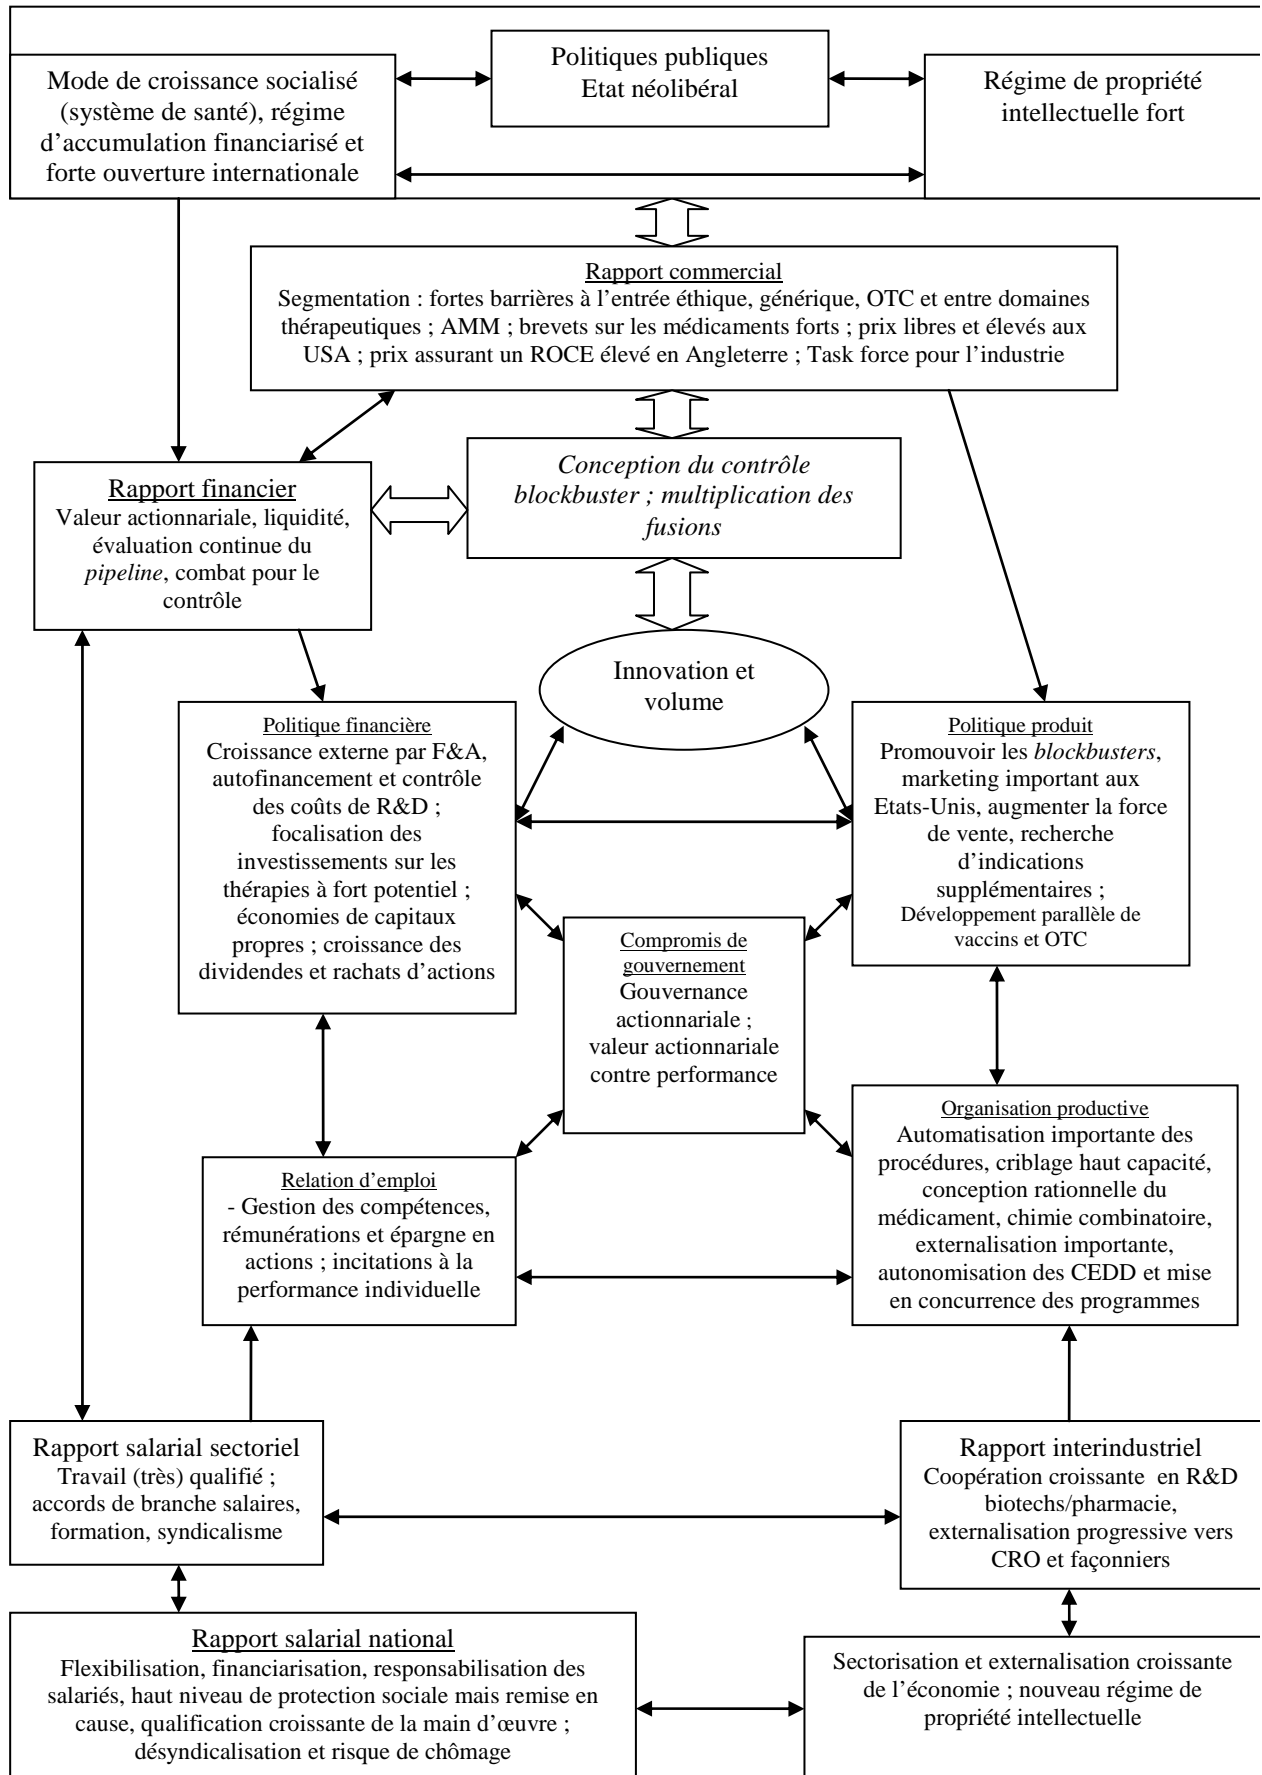 Politiques publiques
Etat néolibéral
Mode de croissance socialisé
(système de santé), régime
d’accumulation financiarisé et
forte ouverture internationale
Régime de propriété
intellectuelle fort
Rapport commercial
Segmentation : fortes barrières à l’entrée éthique, générique, OTC et entre domaines
thérapeutiques ; AMM ; brevets sur les médicaments forts ; prix libres et élevés aux
USA ; prix assurant un ROCE élevé en Angleterre ; Task force pour l’industrie
Conception du contrôle
blockbuster ; multiplication des
fusions
Rapport financier
Valeur actionnariale, liquidité,
évaluation continue du
pipeline, combat pour le
contrôle
Innovation et
volume
Politique financière
Croissance externe par F&A,
autofinancement et contrôle
des coûts de R&D ;
focalisation des
investissements sur les
thérapies à fort potentiel ;
économies de capitaux
propres ; croissance des
dividendes et rachats d’actions
Politique produit
Promouvoir les blockbusters,
marketing important aux
Etats-Unis, augmenter la force
de vente, recherche
d’indications
supplémentaires ;
Développement parallèle de
vaccins et OTC
Compromis de
gouvernement
Gouvernance
actionnariale ;
valeur actionnariale
contre performance
Organisation productive
Automatisation importante des
procédures, criblage haut capacité,
conception rationnelle du
médicament, chimie combinatoire,
externalisation importante,
autonomisation des CEDD et mise
en concurrence des programmes
Relation d’emploi
- Gestion des compétences,
rémunérations et épargne en
actions ; incitations à la
performance individuelle
Rapport salarial sectoriel
Travail (très) qualifié ;
accords de branche salaires,
formation, syndicalisme
Rapport interindustriel
Coopération croissante en R&D
biotechs/pharmacie,
externalisation progressive vers
CRO et façonniers
Rapport salarial national
Flexibilisation, financiarisation, responsabilisation des
salariés, haut niveau de protection sociale mais remise en
cause, qualification croissante de la main d’œuvre ;
désyndicalisation et risque de chômage
Sectorisation et externalisation croissante
de l’économie ; nouveau régime de
propriété intellectuelle